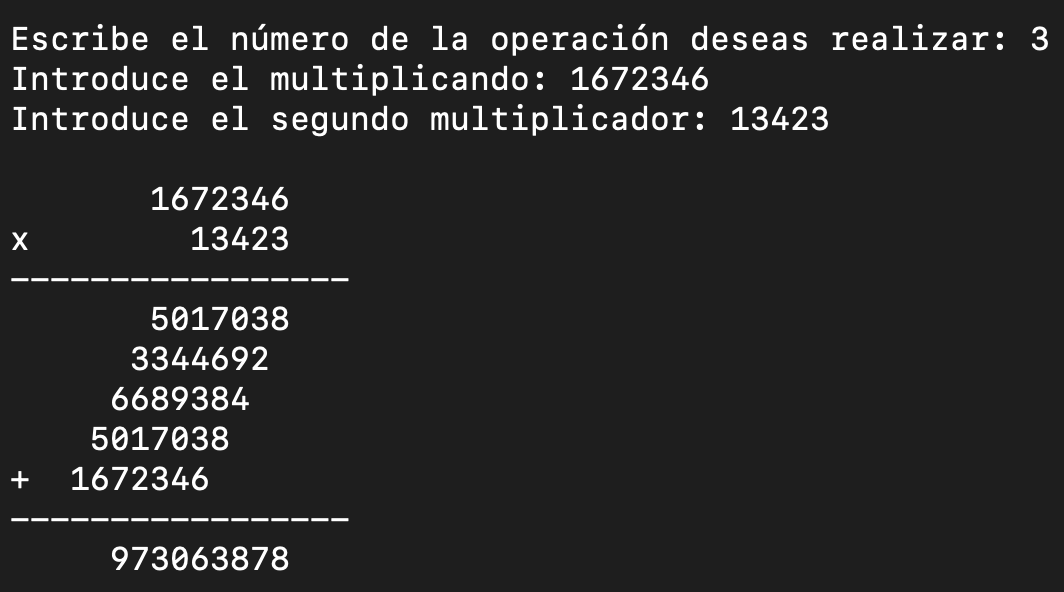 Escribe el número de la operación deseas realizar: 3
Introduce el multiplicando: 1672346
Introduce el segundo multiplicador: 13423
1672346
x 13423
-----------------
5017038
3344692
6689384
5017038
+ 1672346
-----------------
973063878